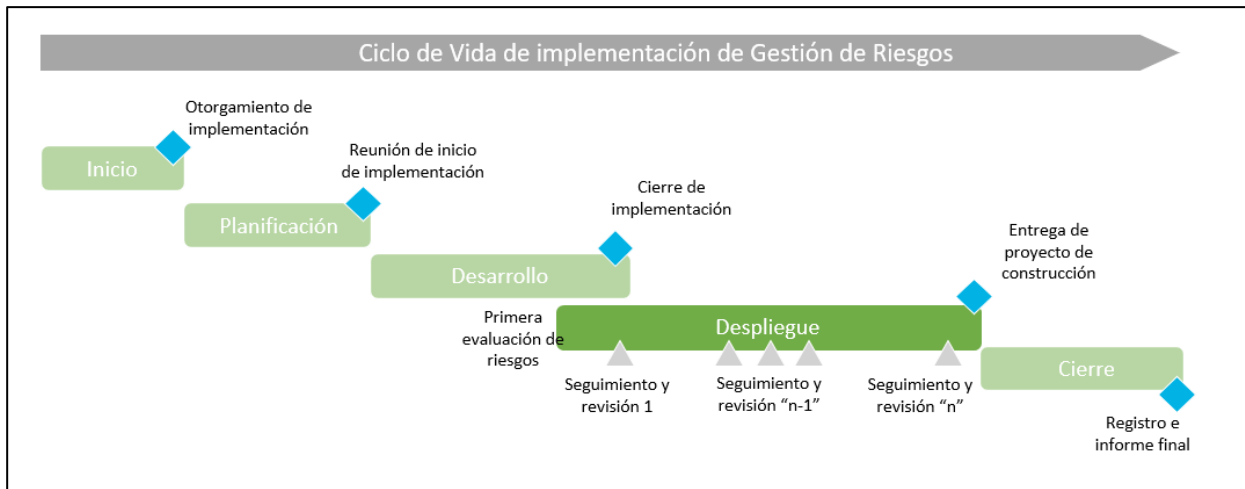 Ciclo de Vida de implementación de Gestión de Riesgos
Otorgamiento de
implementación
Inicio
Reunión de inicio
de implementación
Planificación
Cierre de
implementación
Desarrollo
Entrega de
proyecto de
construcción
Primera
evaluación de
riesgos
Despliegue
Seguimiento y
revisión 1
Seguimiento y
revisión “n-1”
Seguimiento y
revisión “n”
Cierre
Registro e
informe final